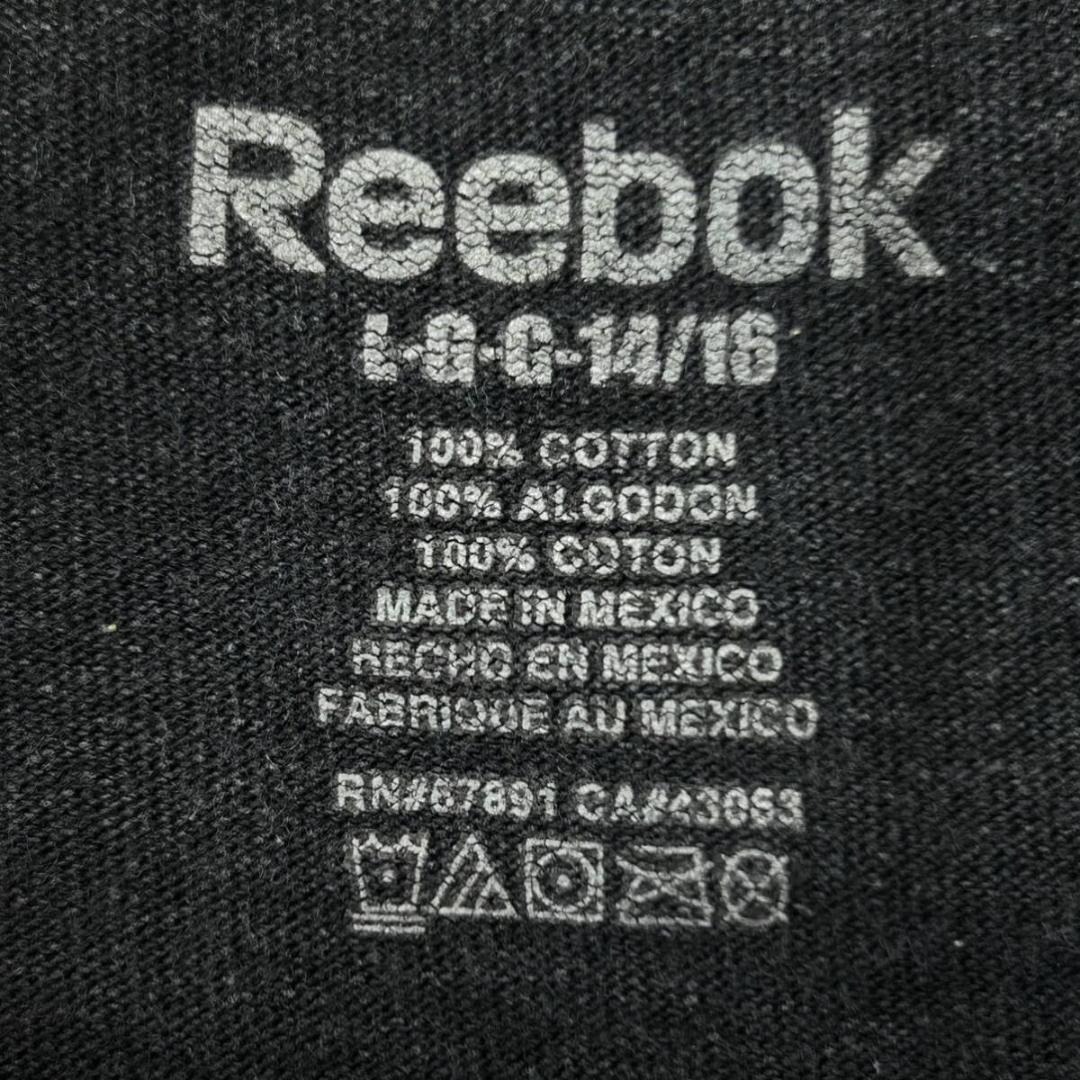 Reebok
L-G-G-14/16
100% COTTON
100% ALGODON
100% COTON
MADE IN MEXICO
HECHO EN MEXICO
FABRIQUE AU MEXICO
RN#67891 CA#43053